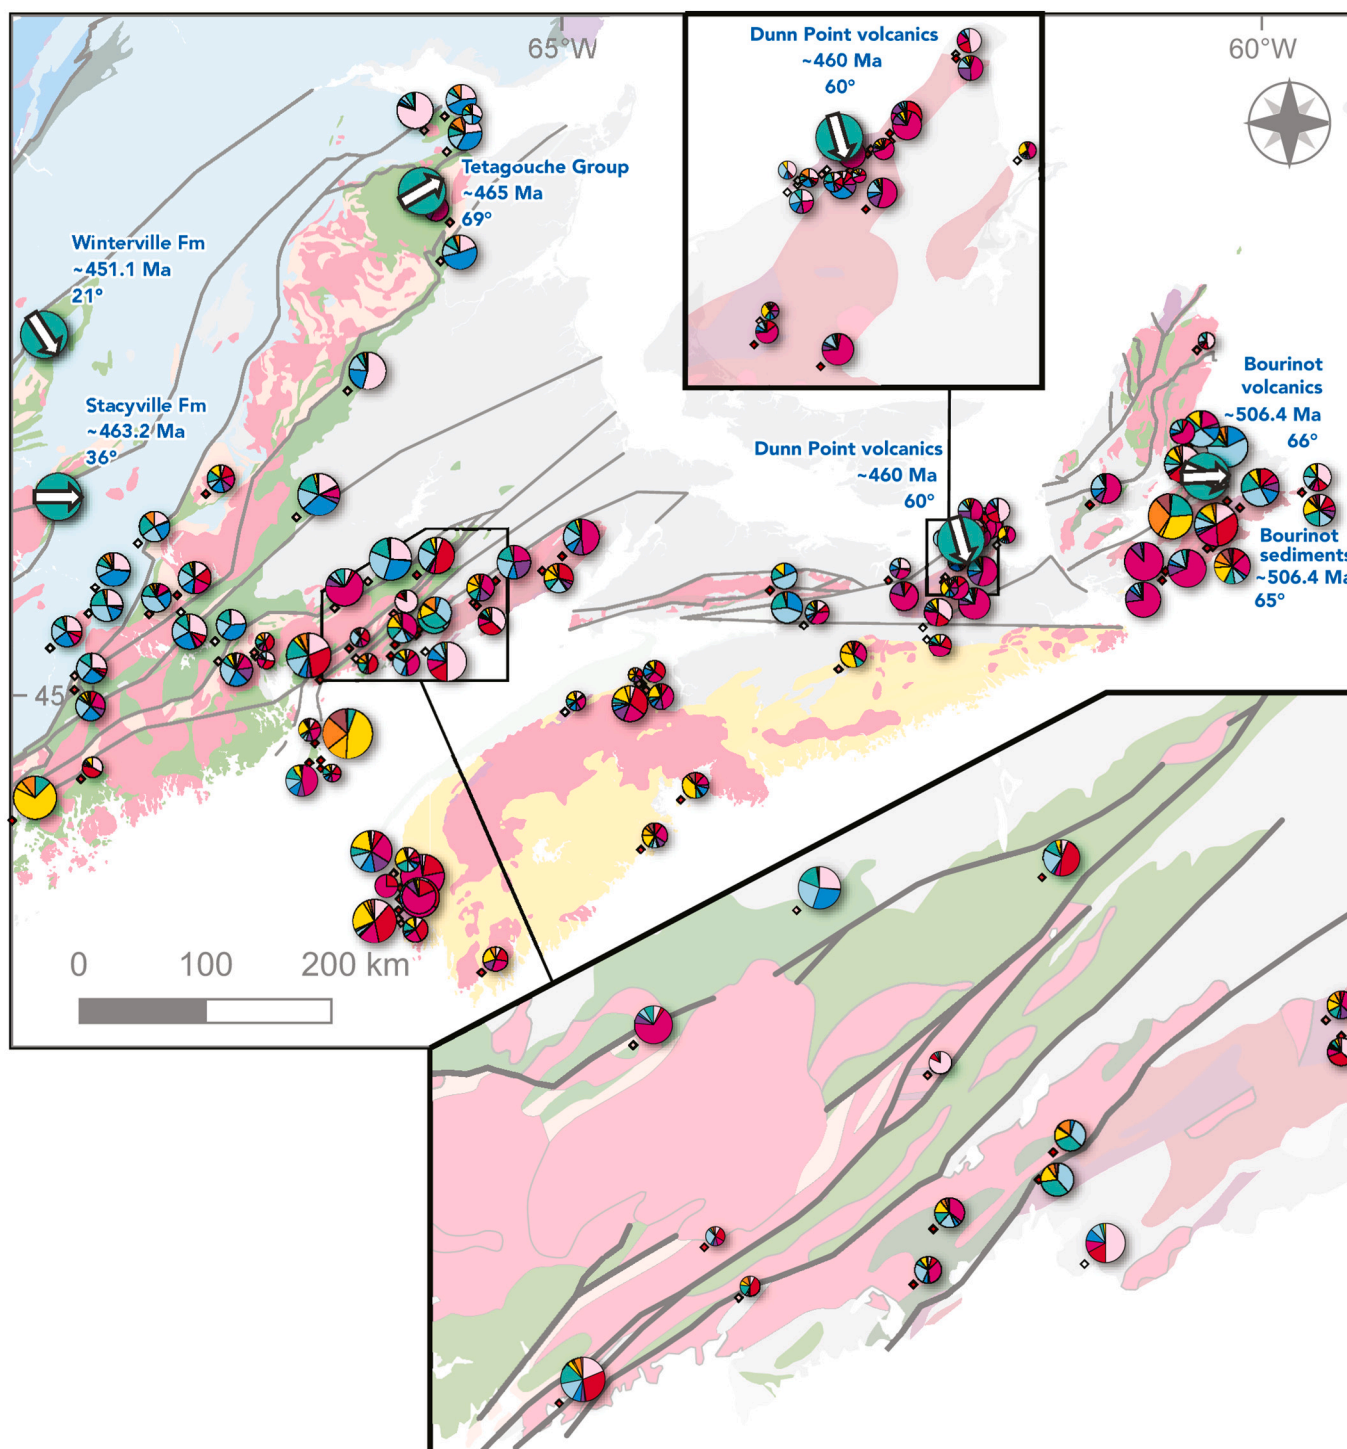 65°W
60°W
Dunn Point volcanics
~460 Ma
60°
Tetagouche Group
~465 Ma
69°
Winterville Fm
~451.1 Ma
21°
Stacyville Fm
~463.2 Ma
36°
Dunn Point volcanics
~460 Ma
60°
Bourinot
volcanics
~506.4 Ma
66°
Bourinot
sediments
~506.4 Ma
65°
45
0 100 200 km